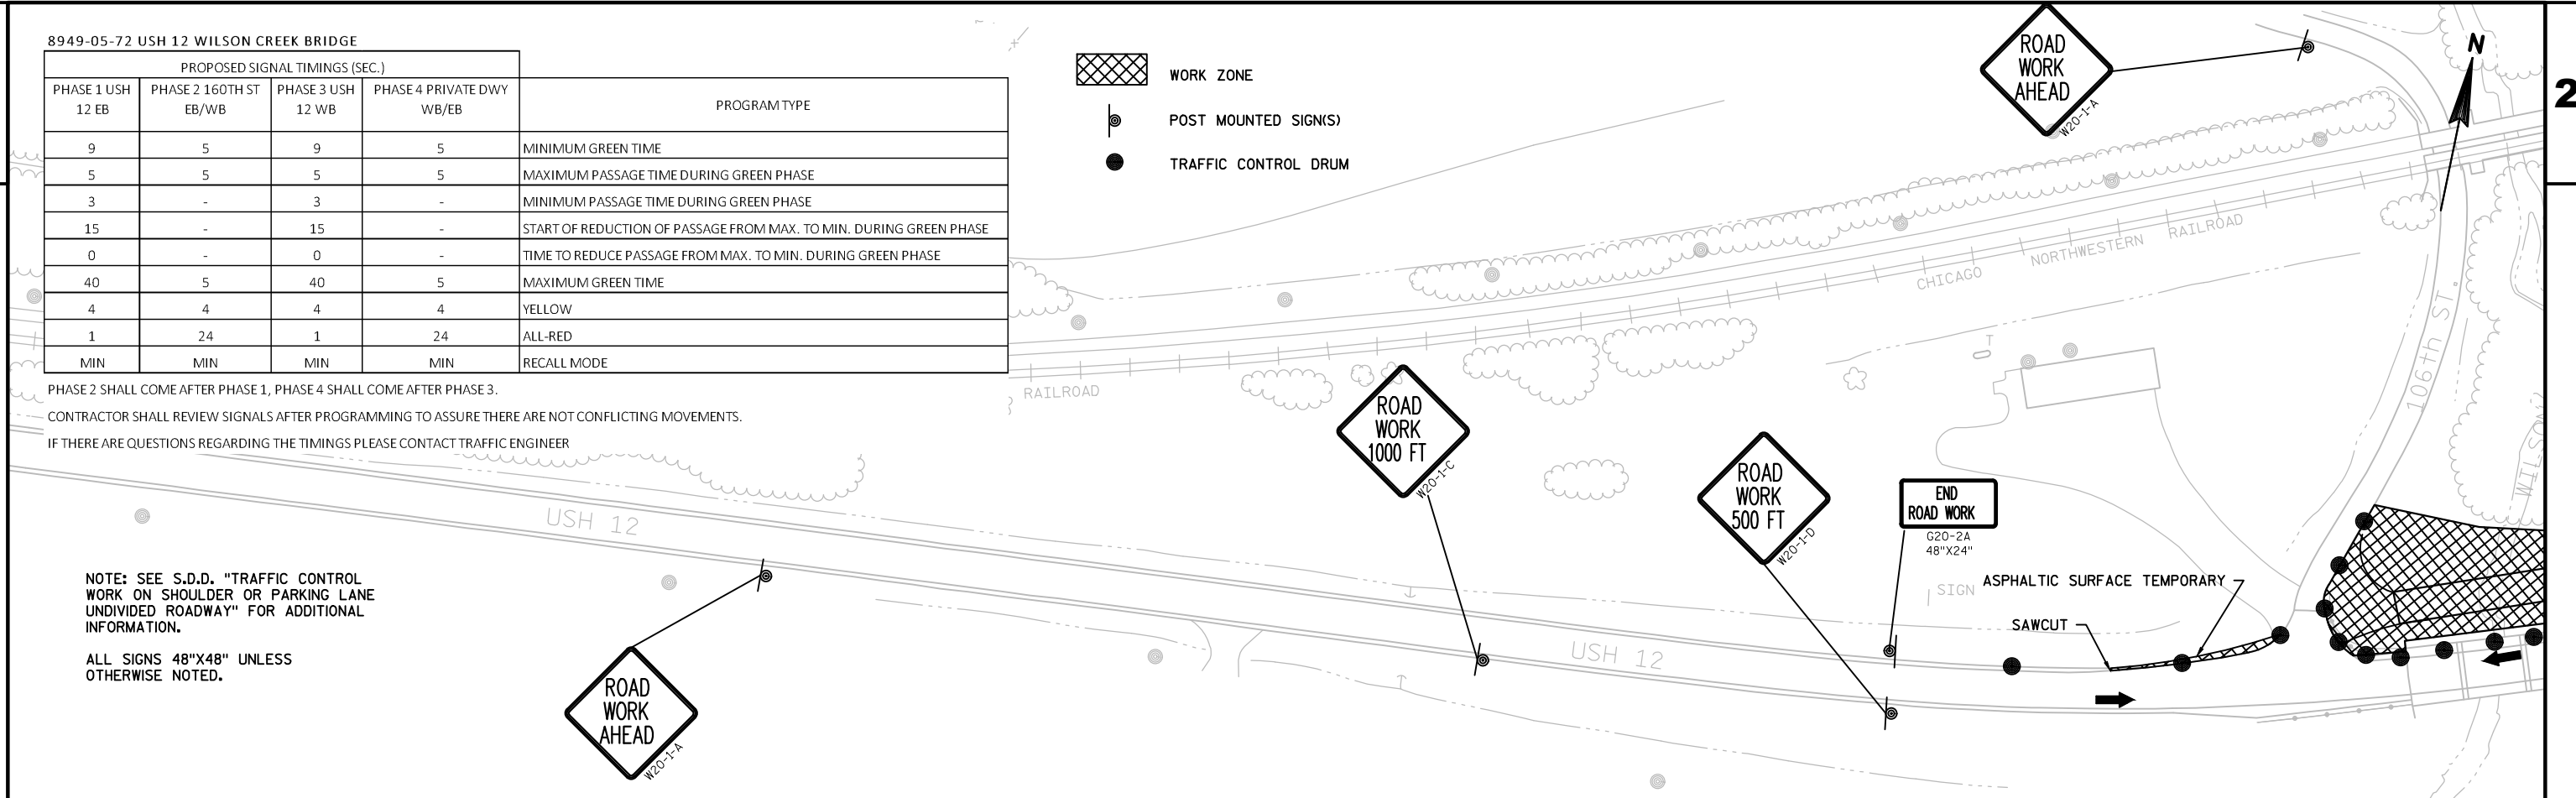 8949-05-72 USH 12 WILSON CREEK BRIDGE
PROPOSED SIGNAL TIMINGS (SEC.)
PHASE 1 USH 12 EB PHASE 2 160TH ST EB/WB PHASE 3 USH 12 WB PHASE 4 PRIVATE DWY WB/EB PROGRAM TYPE
9 5 9 5 MINIMUM GREEN TIME
5 5 5 5 MAXIMUM PASSAGE TIME DURING GREEN PHASE
3 - 3 - MINIMUM PASSAGE TIME DURING GREEN PHASE
15 - 15 - START OF REDUCTION OF PASSAGE FROM MAX. TO MIN. DURING GREEN PHASE
0 - 0 - TIME TO REDUCE PASSAGE FROM MAX. TO MIN. DURING GREEN PHASE
40 5 40 5 MAXIMUM GREEN TIME
4 4 4 4 YELLOW
1 24 1 24 ALL-RED
MIN MIN MIN MIN RECALL MODE
PHASE 2 SHALL COME AFTER PHASE 1, PHASE 4 SHALL COME AFTER PHASE 3.
CONTRACTOR SHALL REVIEW SIGNALS AFTER PROGRAMMING TO ASSURE THERE ARE NOT CONFLICTING MOVEMENTS.
IF THERE ARE QUESTIONS REGARDING THE TIMINGS PLEASE CONTACT TRAFFIC ENGINEER
WORK ZONE
POST MOUNTED SIGN(S)
TRAFFIC CONTROL DRUM
ROAD
WORK
AHEAD
W20-1-A
N
2
CHICAGO NORTHWESTERN RAILROAD
RAILROAD
106th ST.
T
ROAD
WORK
1000 FT
W20-1-C
ROAD
WORK
500 FT
W20-1-D
END
ROAD WORK
G20-2A
48"X24"
SIGN
ASPHALTIC SURFACE TEMPORARY
SAWCUT
USH 12
USH 12
NOTE: SEE S.D.D. "TRAFFIC CONTROL
WORK ON SHOULDER OR PARKING LANE
UNDIVIDED ROADWAY" FOR ADDITIONAL
INFORMATION.
ALL SIGNS 48"X48" UNLESS
OTHERWISE NOTED.
ROAD
WORK
AHEAD
W20-1-A